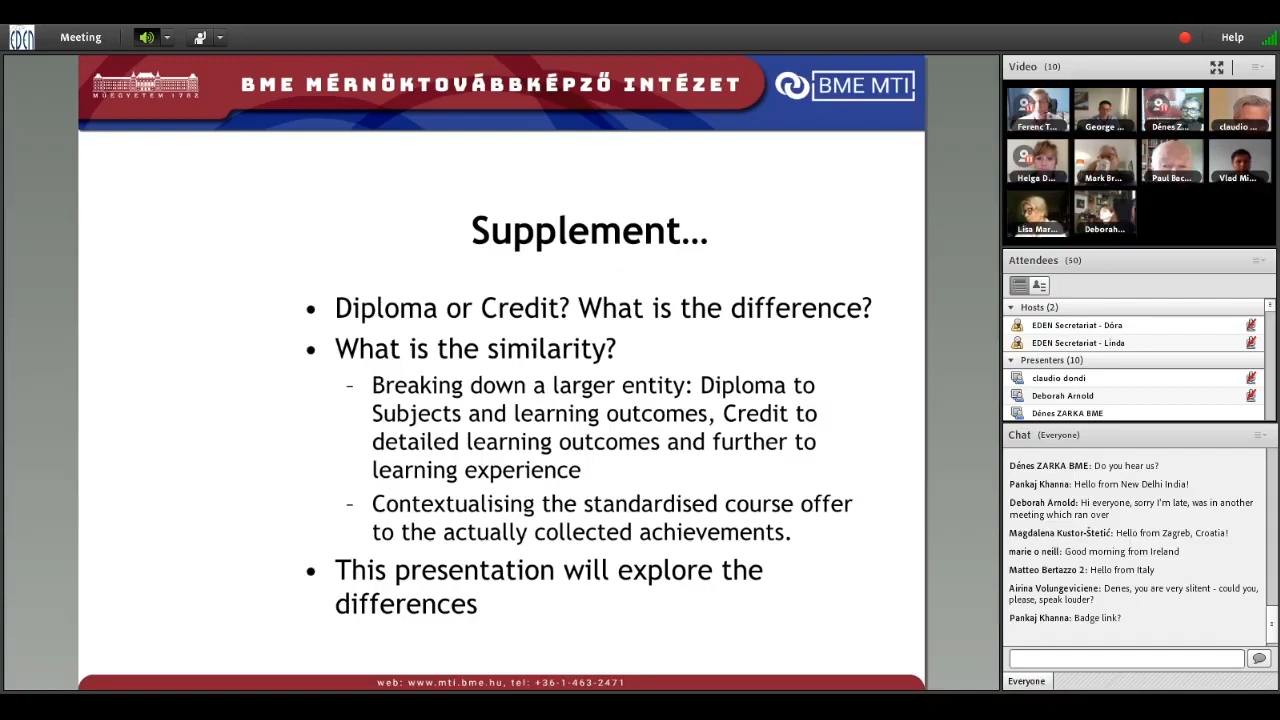 EDEN
Meeting
Help
MŰEGYETEM 1782
BME MÉRNÖKTOVÁBBKÉPZŐ INTÉZET
BME MTI
Supplement…
• Diploma or Credit? What is the difference?
• What is the similarity?
– Breaking down a larger entity: Diploma to
Subjects and learning outcomes, Credit to
detailed learning outcomes and further to
learning experience
– Contextualising the standardised course offer
to the actually collected achievements.
• This presentation will explore the
differences
web: www.mti.bme.hu, tel: +36-1-463-2471
Video (10)
Ferenc T...
George ...
Dénes Z...
claudio ...
Helga D...
Mark Br...
Paul Bac...
Vlad Mi...
Lisa Mar...
Deborah...
Attendees (50)
Hosts (2)
EDEN Secretariat - Dóra
EDEN Secretariat - Linda
Presenters (10)
claudio dondi
Deborah Arnold
Dénes ZARKA BME
Chat (Everyone)
Dénes ZARKA BME: Do you hear us?
Pankaj Khanna: Hello from New Delhi India!
Deborah Arnold: Hi everyone, sorry I'm late, was in another
meeting which ran over
Magdalena Kustor-Štetić: Hello from Zagreb, Croatia!
marie o neill: Good morning from Ireland
Matteo Bertazzo 2: Hello from Italy
Airina Volungeviciene: Denes, you are very slitent - could you,
please, speak louder?
Pankaj Khanna: Badge link?
Everyone